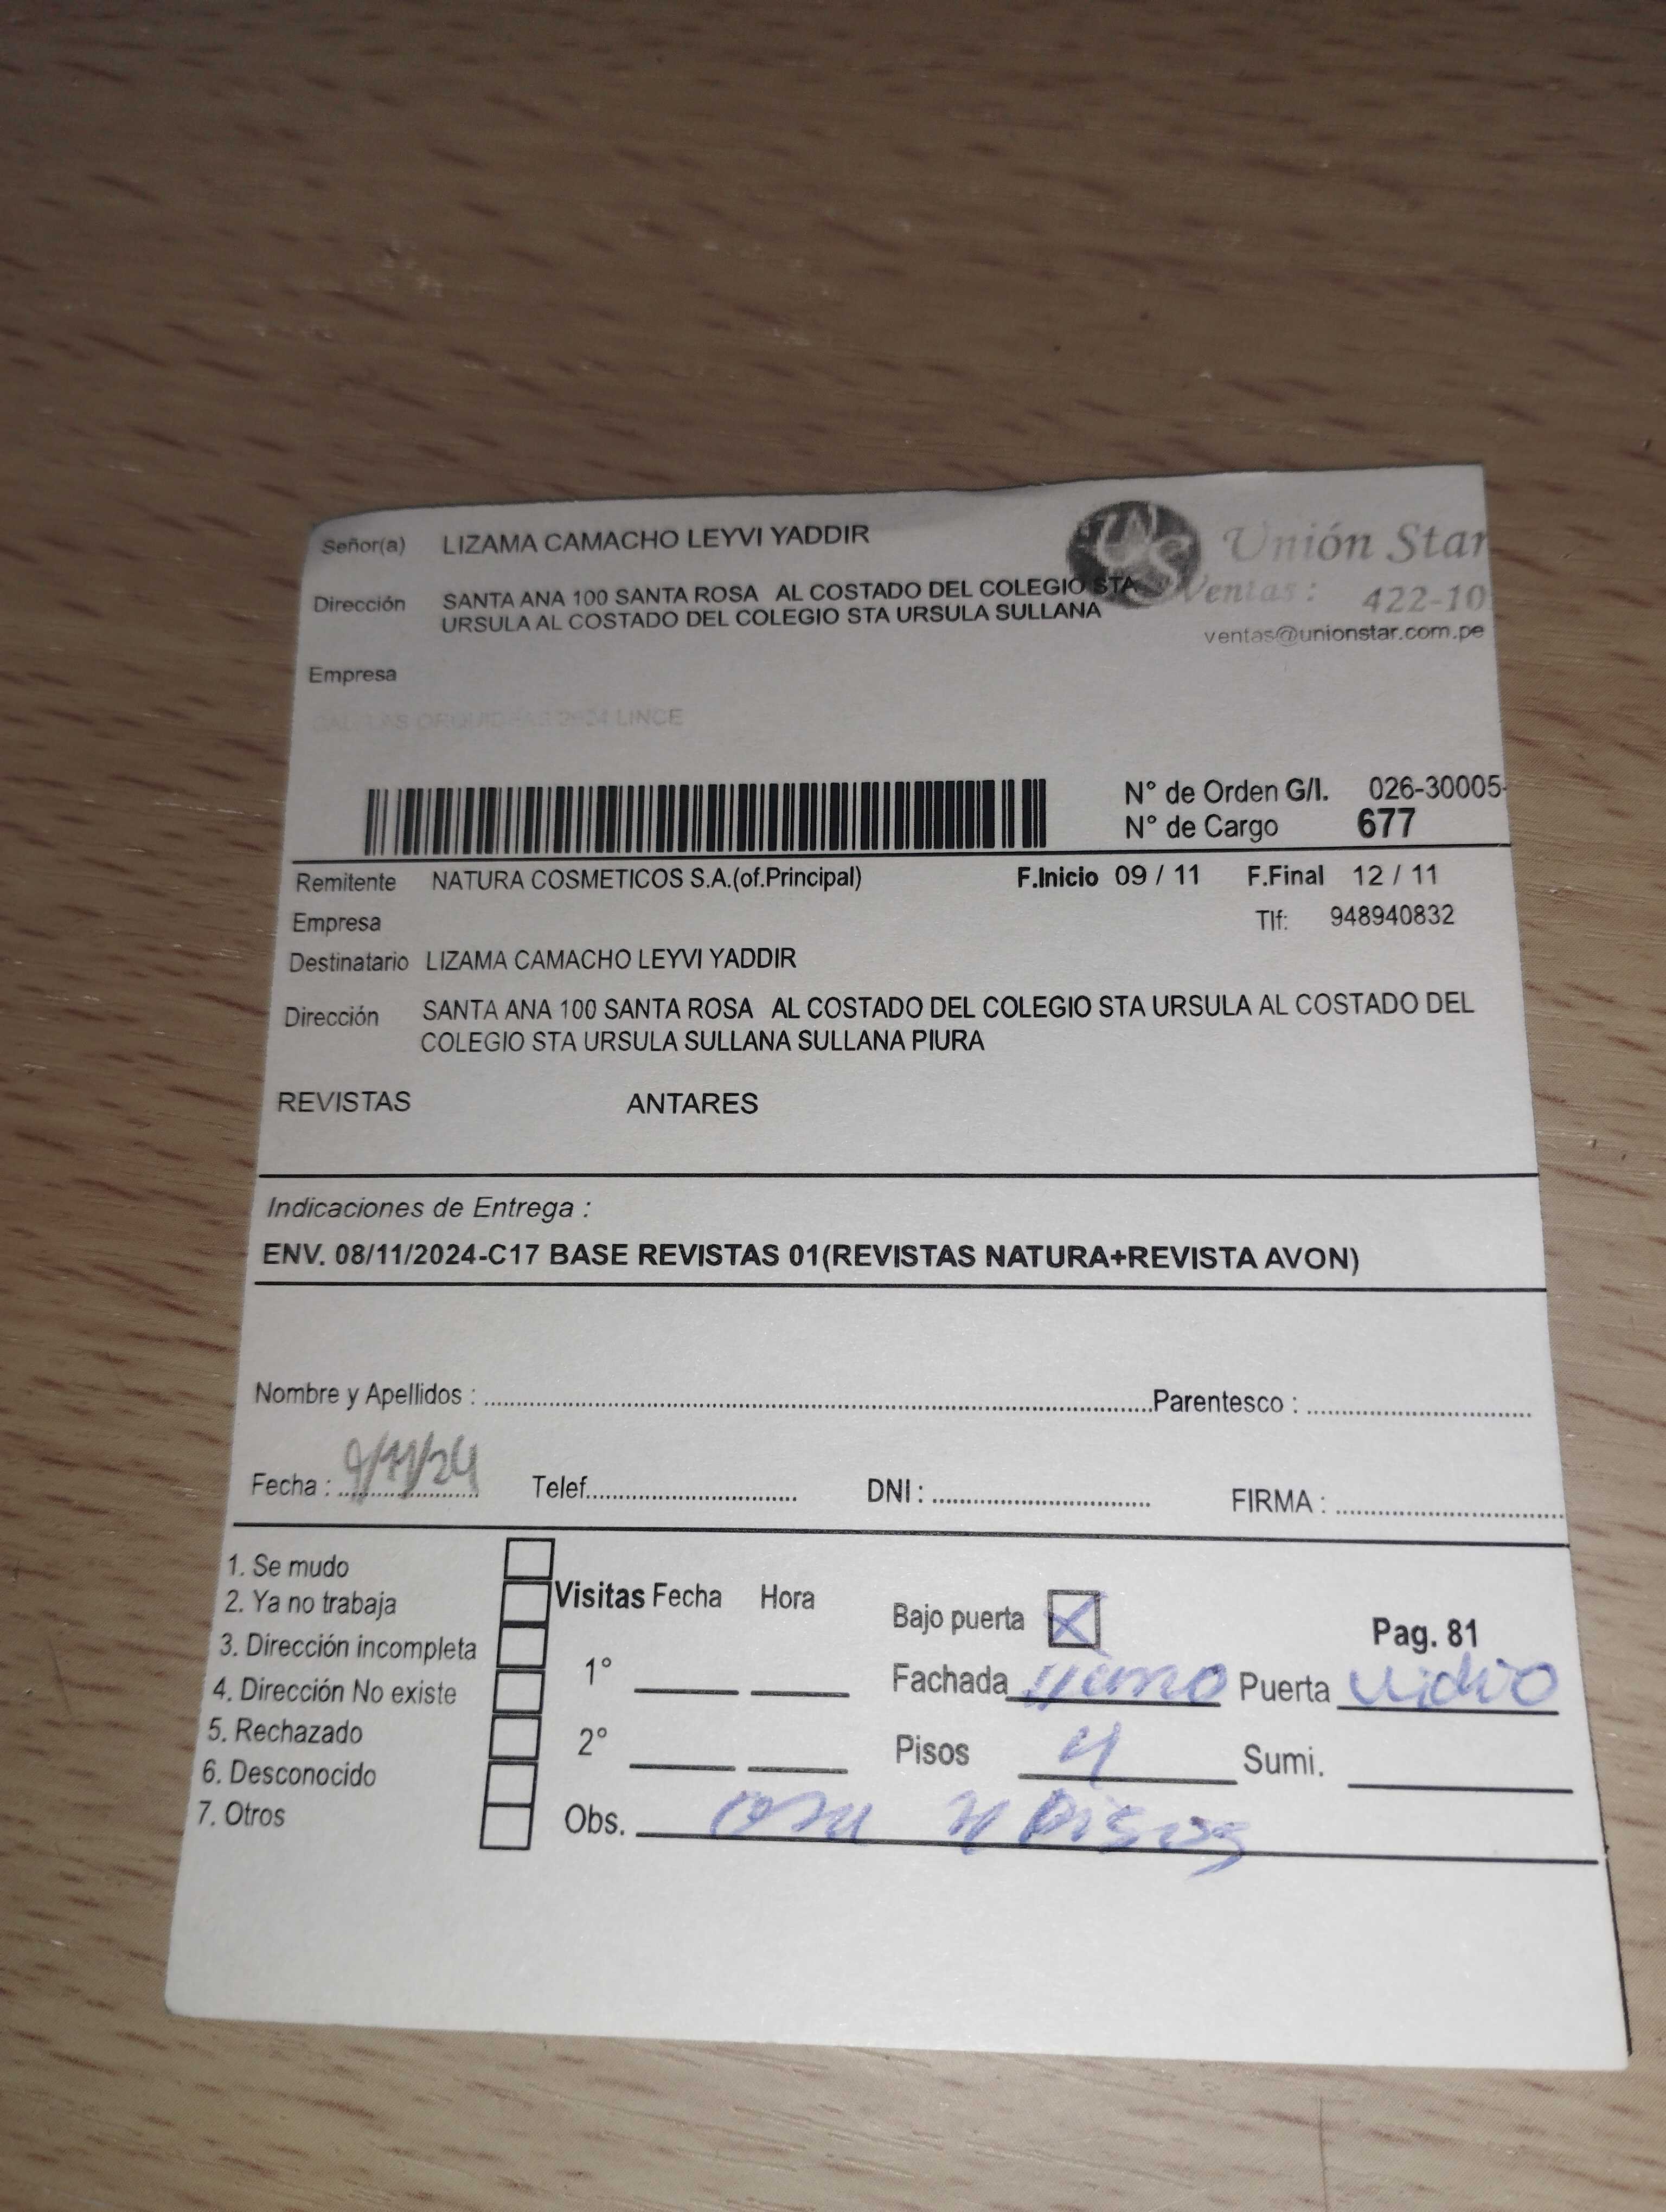 Señor(a) LIZAMA CAMACHO LEYVI YADDIR
Unión Star
Dirección SANTA ANA 100 SANTA ROSA AL COSTADO DEL COLEGIO STA
URSULA AL COSTADO DEL COLEGIO STA URSULA SULLANA
Ventas: 422-10
ventas@unionstar.com.pe
Empresa
LINCE
N° de Orden G/I. 026-30005-
N° de Cargo 677
Remitente NATURA COSMETICOS S.A.(of.Principal) F.Inicio 09 / 11 F.Final 12 / 11
Empresa Tlf: 948940832
Destinatario LIZAMA CAMACHO LEYVI YADDIR
Dirección SANTA ANA 100 SANTA ROSA AL COSTADO DEL COLEGIO STA URSULA AL COSTADO DEL
COLEGIO STA URSULA SULLANA SULLANA PIURA
REVISTAS ANTARES
Indicaciones de Entrega :
ENV. 08/11/2024-C17 BASE REVISTAS 01(REVISTAS NATURA+REVISTA AVON)
Nombre y Apellidos : Parentesco :
Fecha : 9/11/24 Telef. DNI : FIRMA :
1. Se mudo
2. Ya no trabaja
3. Dirección incompleta
4. Dirección No existe
5. Rechazado
6. Desconocido
7. Otros
Visitas Fecha Hora
1°
2°
Bajo puerta X Pag. 81
Fachada Puerta vidrio
Pisos 4 Sumi.
Obs. casa 4 pisos